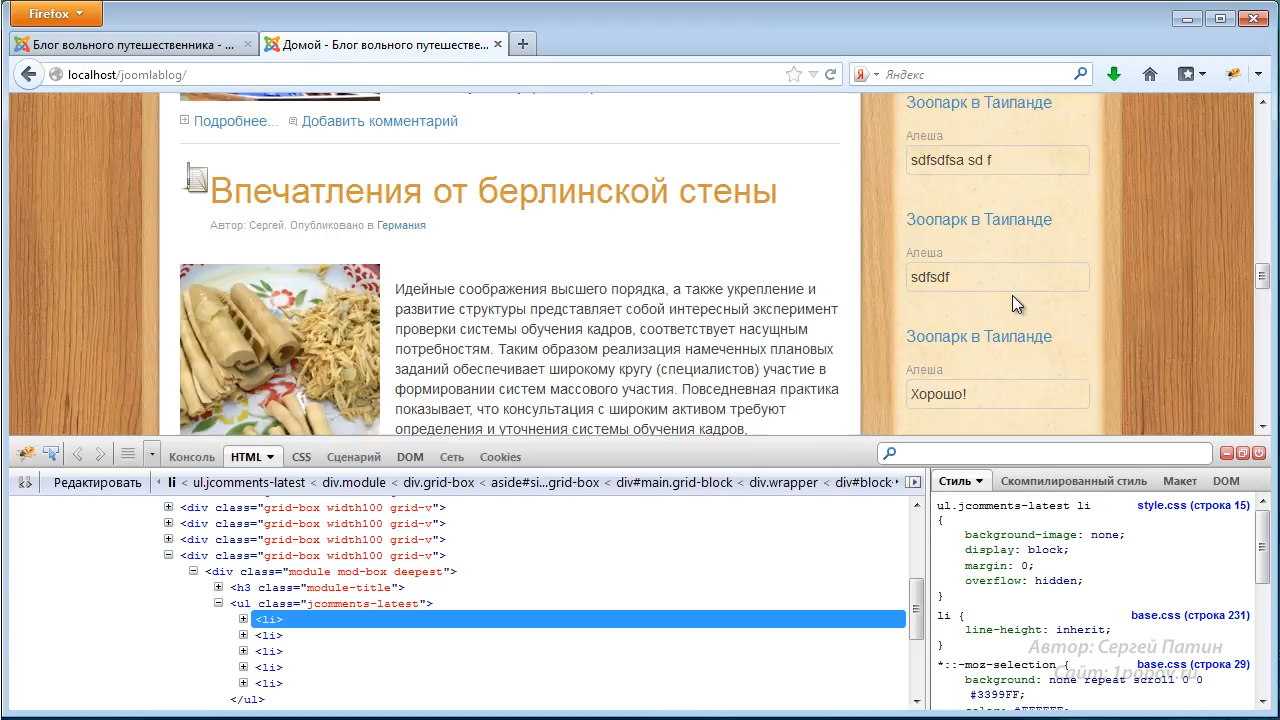 Firefox
Блог вольного путешественника - ...
Домой - Блог вольного путешестве...
localhost/joomlablog/
Яндекс
Подробнее...
Добавить комментарий
Впечатления от берлинской стены
Автор: Сергей. Опубликовано в Германия
Идейные соображения высшего порядка, а также укрепление и
развитие структуры представляет собой интересный эксперимент
проверки системы обучения кадров, соответствует насущным
потребностям. Таким образом реализация намеченных плановых
заданий обеспечивает широкому кругу (специалистов) участие в
формировании систем массового участия. Повседневная практика
показывает, что консультация с широким активом требуют
определения и уточнения системы обучения кадров,
Зоопарк в Таиланде
Алеша
sdfsdfsa sd f
Зоопарк в Таиланде
Алеша
sdfsdf
Зоопарк в Таиланде
Алеша
Хорошо!
Консоль
HTML
CSS
Сценарий
DOM
Сеть
Cookies
Редактировать
li < ul.jcomments-latest < div.module < div.grid-box < aside#si...grid-box < div#main.grid-block < div.wrapper < div#block
<div class="grid-box width100 grid-v">
<div class="grid-box width100 grid-v">
<div class="grid-box width100 grid-v">
<div class="grid-box width100 grid-v">
<div class="module mod-box deepest">
<h3 class="module-title">
<ul class="jcomments-latest">
<li>
<li>
<li>
<li>
<li>
</ul>
Стиль
Скомпилированный стиль
Макет
DOM
ul.jcomments-latest li
style.css (строка 15)
{
background-image: none;
display: block;
margin: 0;
overflow: hidden;
}
li {
base.css (строка 231)
line-height: inherit;
}
*::-moz-selection {
base.css (строка 29)
background: none repeat scroll 0 0
#3399FF;
Автор: Сергей Патин
Сайт: 1popov.ru